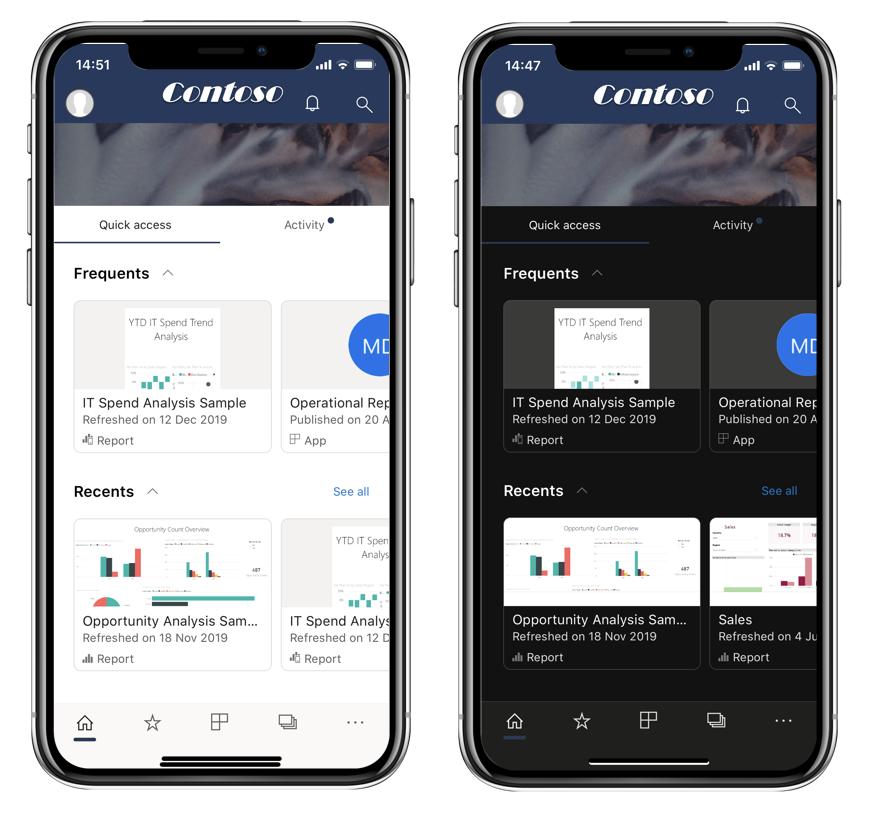 14:51
Contoso
Quick access
Activity
Frequents
YTD IT Spend Trend
Analysis
IT Spend Analysis Sample
Refreshed on 12 Dec 2019
Report
MD
Operational Rep
Published on 20 A
App
Recents
See all
Opportunity Count Overview
487
Opportunity Analysis Sam...
Refreshed on 18 Nov 2019
Report
YTD IT Spen
Analys
IT Spend Analys
Refreshed on 12 D
Report
14:47
Contoso
Quick access
Activity
Frequents
YTD IT Spend Trend
Analysis
IT Spend Analysis Sample
Refreshed on 12 Dec 2019
Report
MD
Operational Rep
Published on 20 A
App
Recents
See all
Opportunity Count Overview
487
Opportunity Analysis Sam...
Refreshed on 18 Nov 2019
Report
Sales
18.7%
Sales
Refreshed on 4 Ju
Report